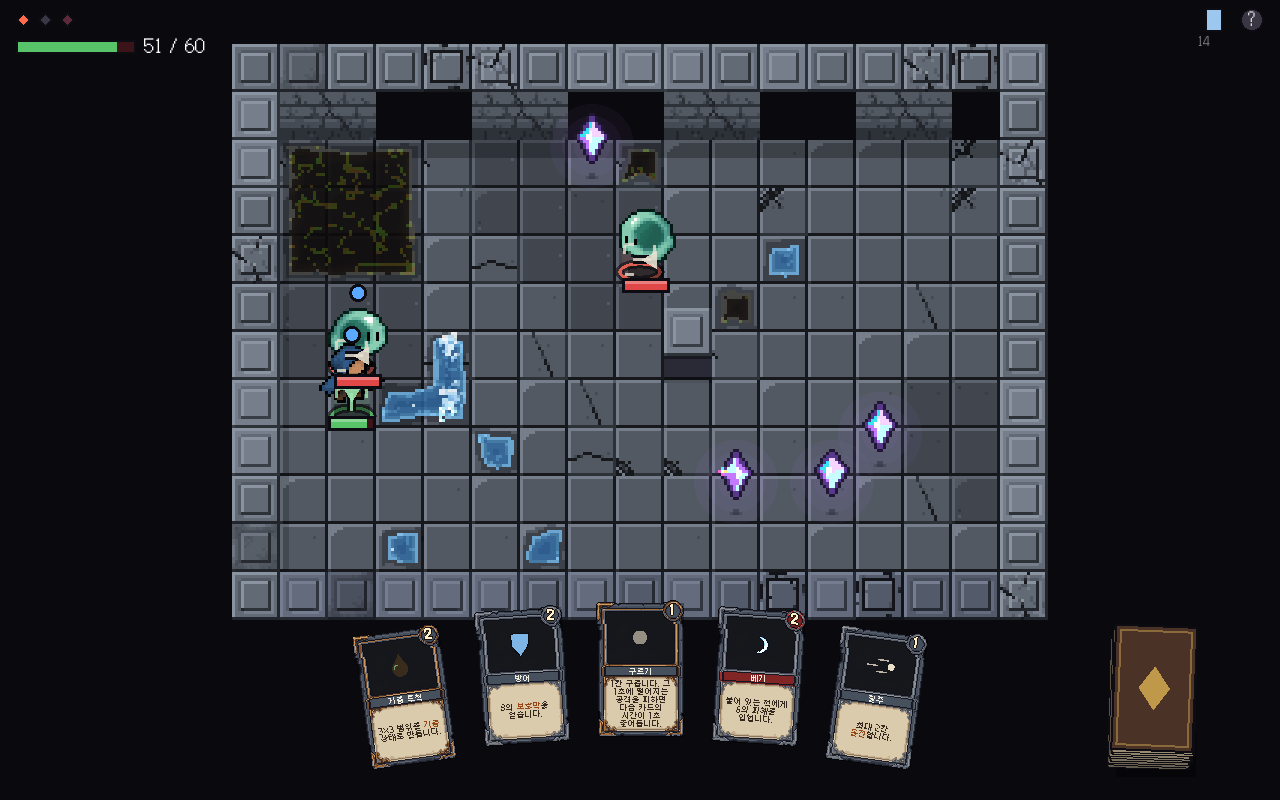 51 / 60
?
14
2
기름 투척
3X3 범위를 기름
상태로 만듭니다.
2
방어
8의 보호막을
얻습니다.
1
구르기
1칸 구릅니다. 그
1초에 떨어지는
공격을 피하면
다음 카드의
시간이 1초
줄어듭니다.
2
베기
붙어 있는 적에게
6의 피해를
입힙니다.
1
질주
최대 2칸
돌진합니다.